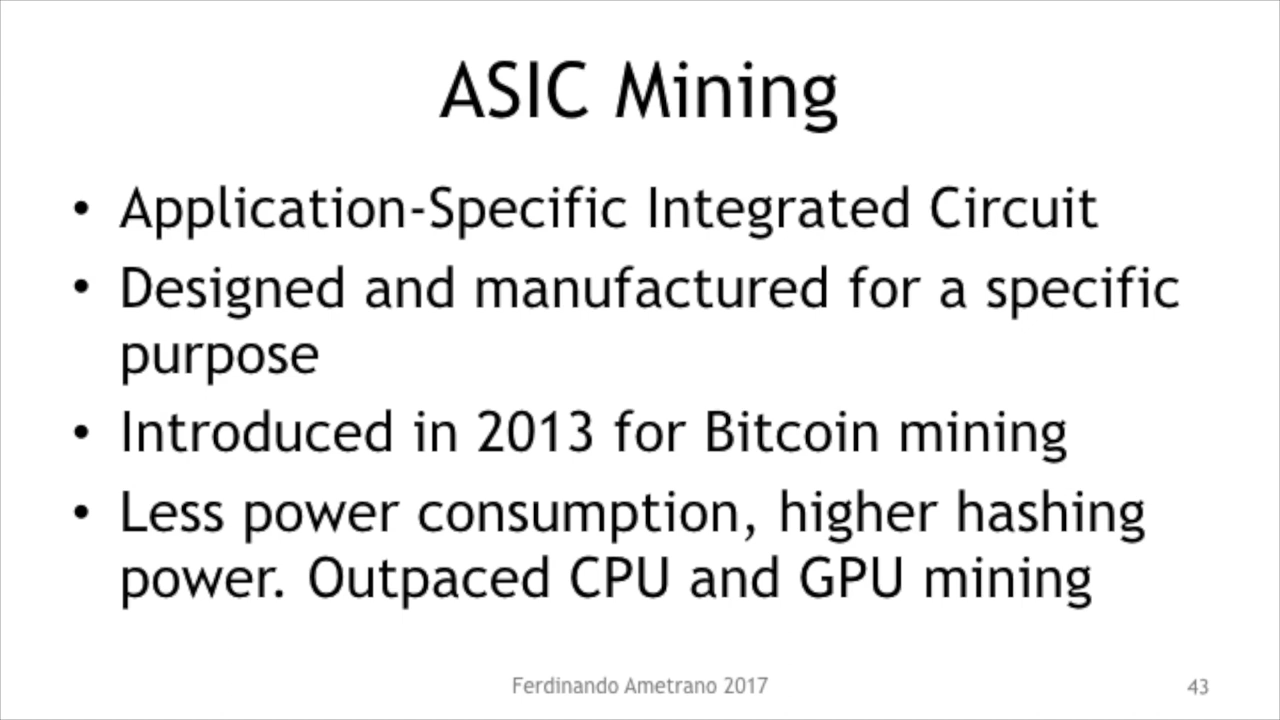 ASIC Mining
• Application-Specific Integrated Circuit
• Designed and manufactured for a specific
purpose
• Introduced in 2013 for Bitcoin mining
• Less power consumption, higher hashing
power. Outpaced CPU and GPU mining
Ferdinando Ametrano 2017
43